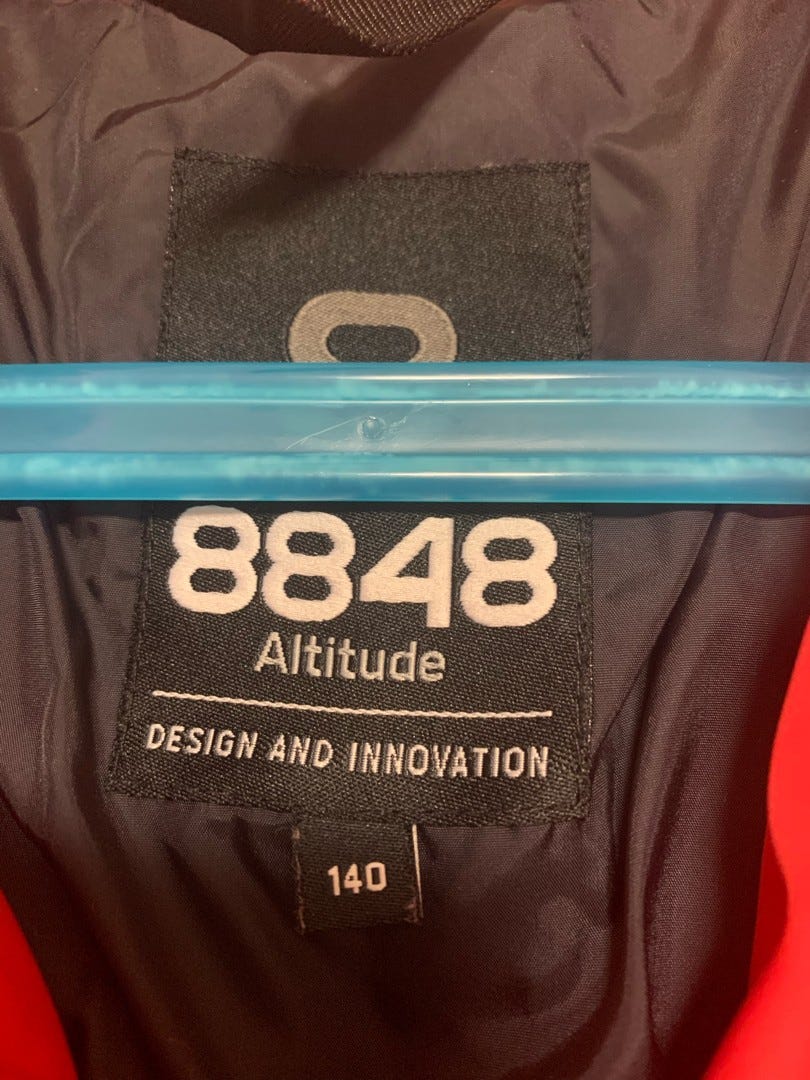 8848
Altitude
DESIGN AND INNOVATION
140